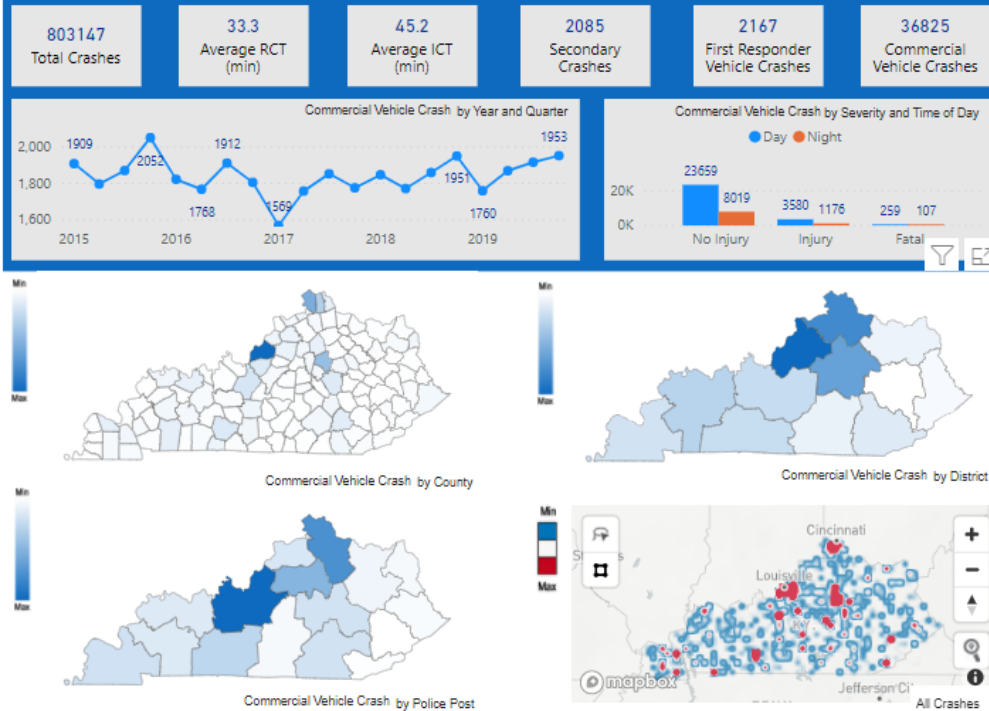 803147
Total Crashes
33.3
Average RCT
(min)
45.2
Average ICT
(min)
2085
Secondary
Crashes
2167
First Responder
Vehicle Crashes
36825
Commercial
Vehicle Crashes
Commercial Vehicle Crash by Year and Quarter
2,000
1,800
1,600
1909
2052
1768
1912
1569
1951
1760
1953
2015
2016
2017
2018
2019
Commercial Vehicle Crash by Severity and Time of Day
Day Night
20K
0K
23659
8019
3580
1176
259
107
No Injury
Injury
Fatal
Min
Max
Commercial Vehicle Crash by County
Min
Max
Commercial Vehicle Crash by District
Min
Max
Commercial Vehicle Crash by Police Post
Min
Max
Cincinnati
Louisville
KY
mapbox
Jefferson Ci
All Crashes